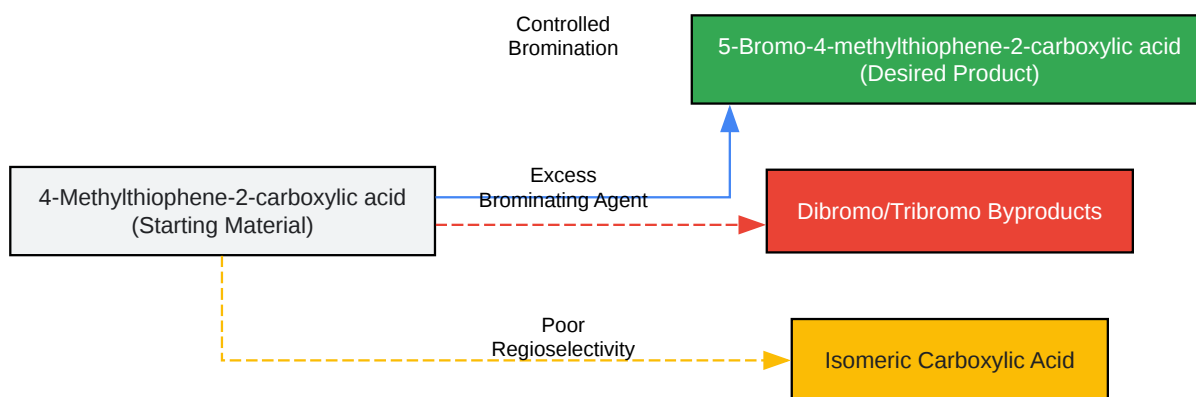 Controlled
Bromination
5-Bromo-4-methylthiophene-2-carboxylic acid
(Desired Product)
4-Methylthiophene-2-carboxylic acid
(Starting Material)
Excess
Brominating Agent
Dibromo/Tribromo Byproducts
Poor
Regioselectivity
Isomeric Carboxylic Acid